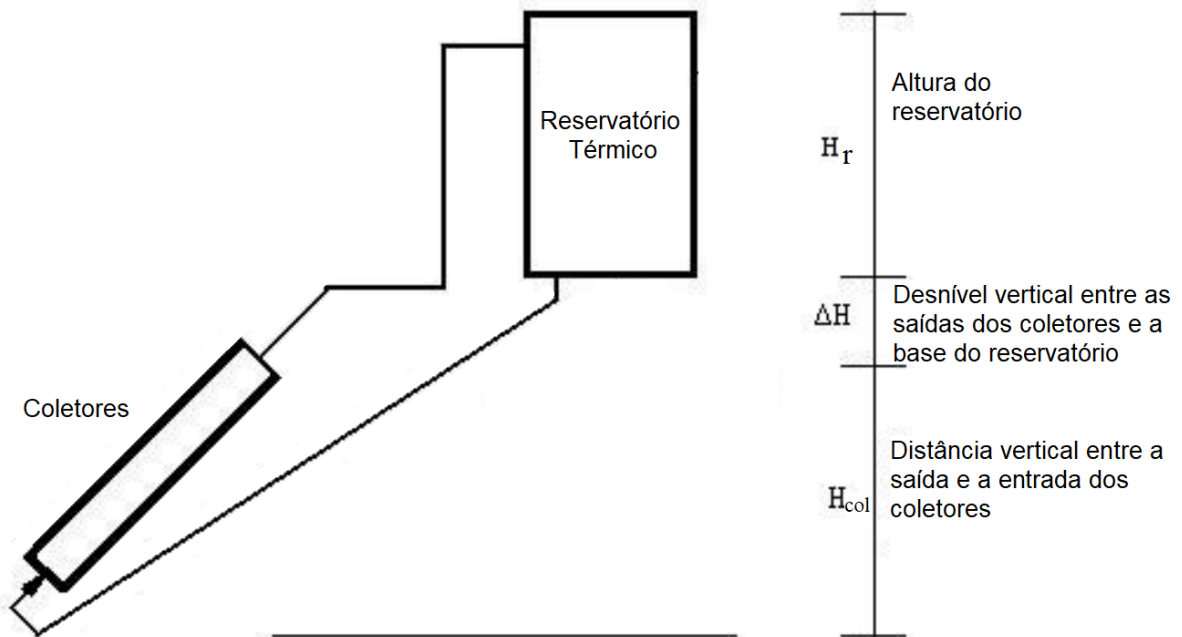 Reservatório
Térmico
Altura do
reservatório
Hr
ΔH
Desnível vertical entre as
saídas dos coletores e a
base do reservatório
Coletores
Distância vertical entre a
saída e a entrada dos
coletores
Hcol